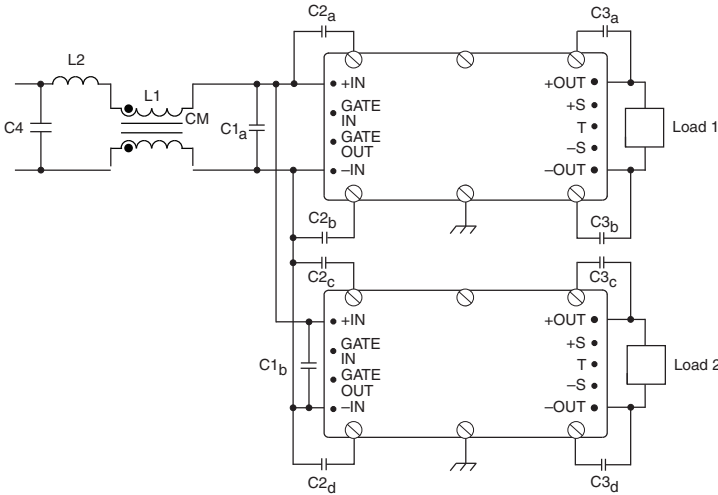 C2a
C3a
L2
L1
CM
C4
C1a
+IN
GATE
IN
GATE
OUT
–IN
+OUT
+S
T
–S
–OUT
Load 1
C2b
C3b
C2c
C3c
+IN
GATE
IN
GATE
OUT
–IN
C1b
+OUT
+S
T
–S
–OUT
Load 2
C2d
C3d